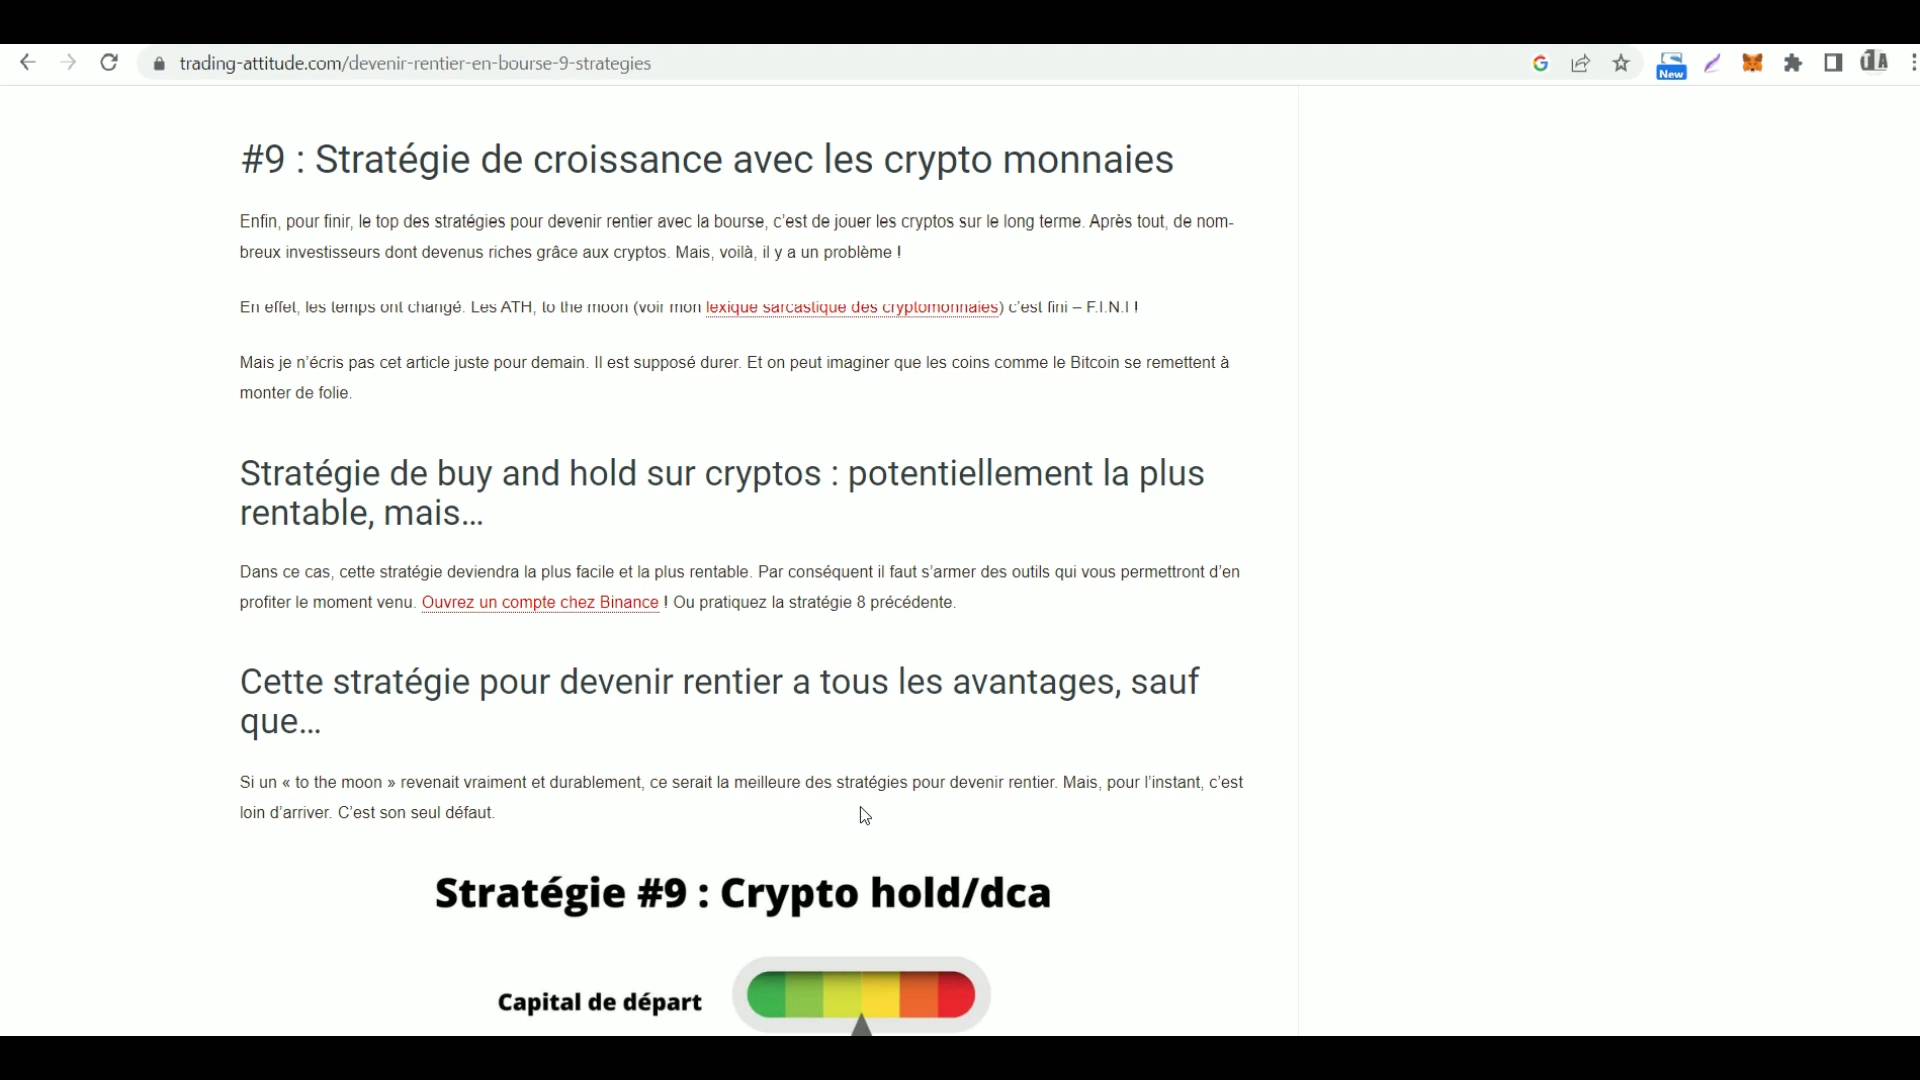 trading-attitude.com/devenir-rentier-en-bourse-9-strategies
New
#9 : Stratégie de croissance avec les crypto monnaies
Enfin, pour finir, le top des stratégies pour devenir rentier avec la bourse, c'est de jouer les cryptos sur le long terme. Après tout, de nom-
breux investisseurs dont devenus riches grâce aux cryptos. Mais, voilà, il y a un problème !
En effet, les temps ont changé. Les ATH, to the moon (voir mon lexique sarcastique des cryptomonnaies) c'est fini – F.I.N.I !
Mais je n'écris pas cet article juste pour demain. Il est supposé durer. Et on peut imaginer que les coins comme le Bitcoin se remettent à
monter de folie.
Stratégie de buy and hold sur cryptos : potentiellement la plus
rentable, mais…
Dans ce cas, cette stratégie deviendra la plus facile et la plus rentable. Par conséquent il faut s'armer des outils qui vous permettront d'en
profiter le moment venu. Ouvrez un compte chez Binance ! Ou pratiquez la stratégie 8 précédente.
Cette stratégie pour devenir rentier a tous les avantages, sauf
que…
Si un « to the moon » revenait vraiment et durablement, ce serait la meilleure des stratégies pour devenir rentier. Mais, pour l'instant, c'est
loin d'arriver. C'est son seul défaut.
Stratégie #9 : Crypto hold/dca
Capital de départ